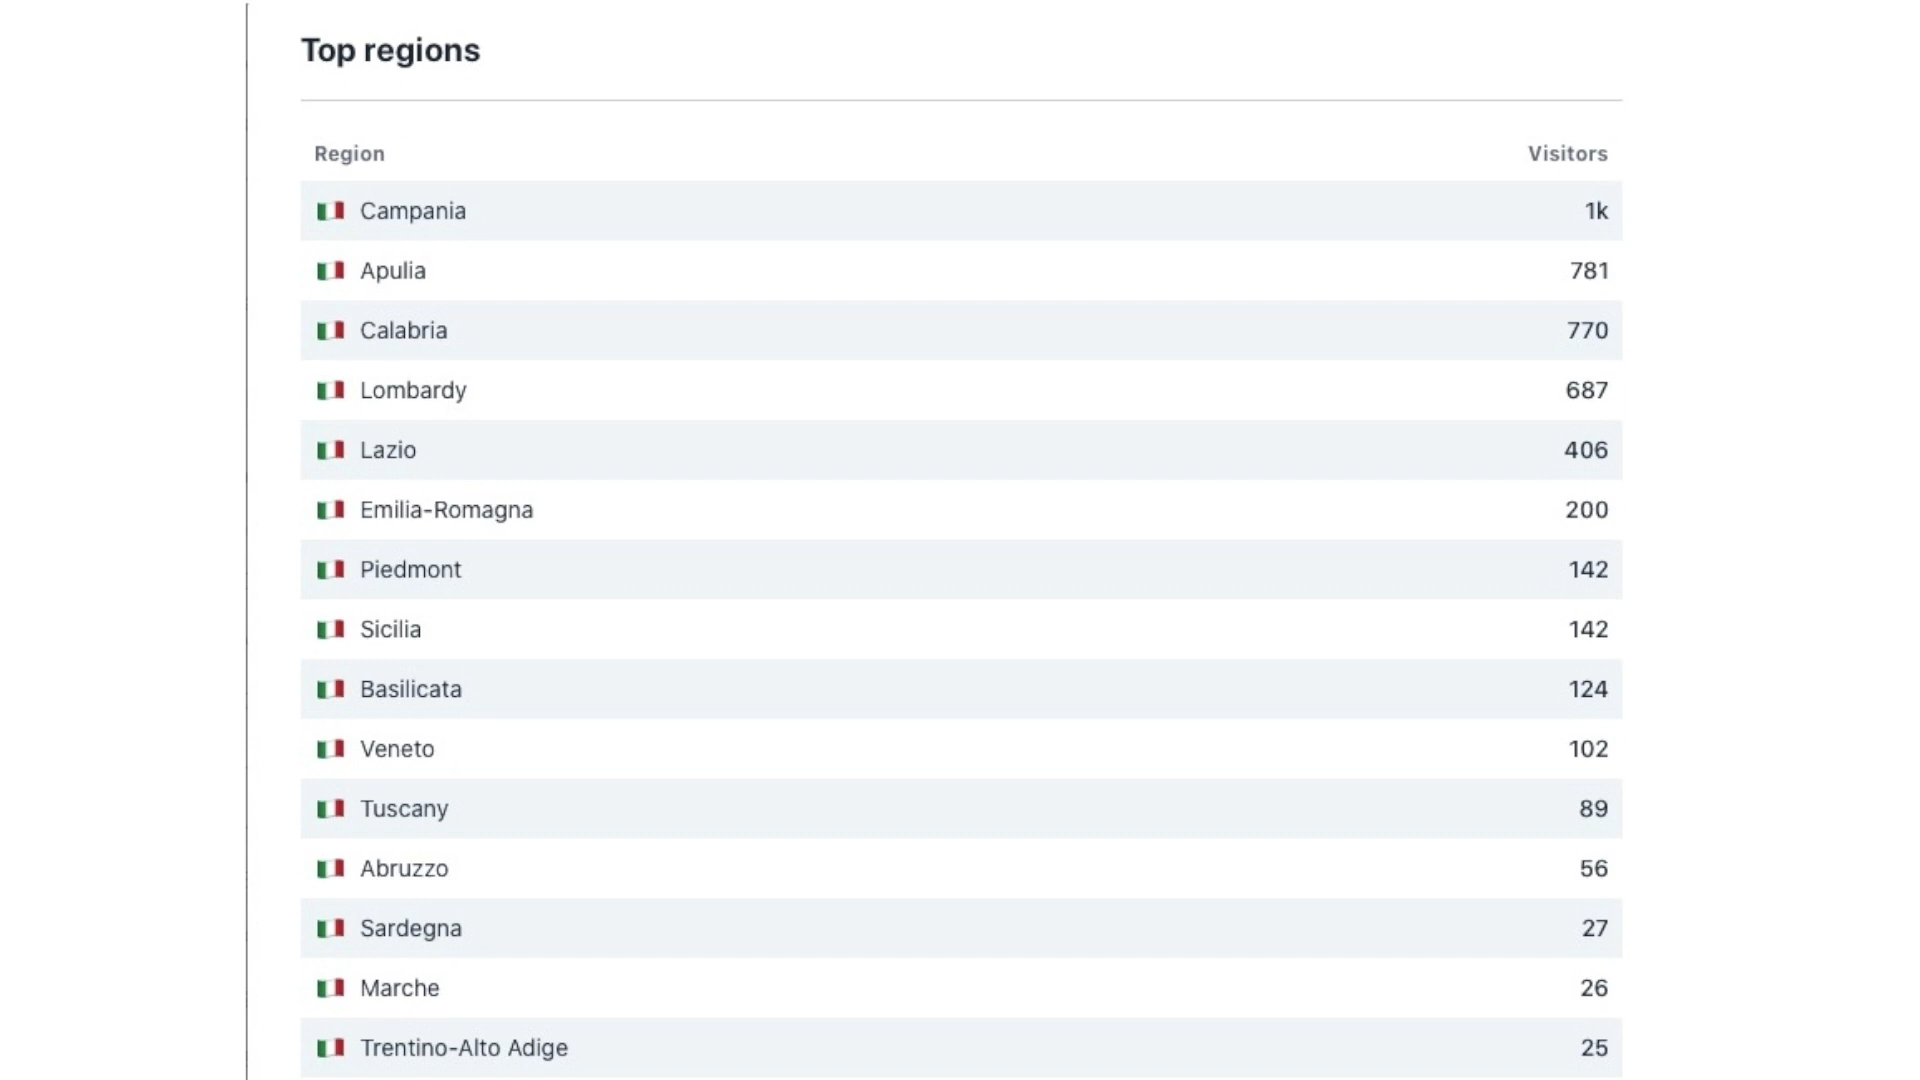 Top regions
Region Visitors
Campania 1k
Apulia 781
Calabria 770
Lombardy 687
Lazio 406
Emilia-Romagna 200
Piedmont 142
Sicilia 142
Basilicata 124
Veneto 102
Tuscany 89
Abruzzo 56
Sardegna 27
Marche 26
Trentino-Alto Adige 25